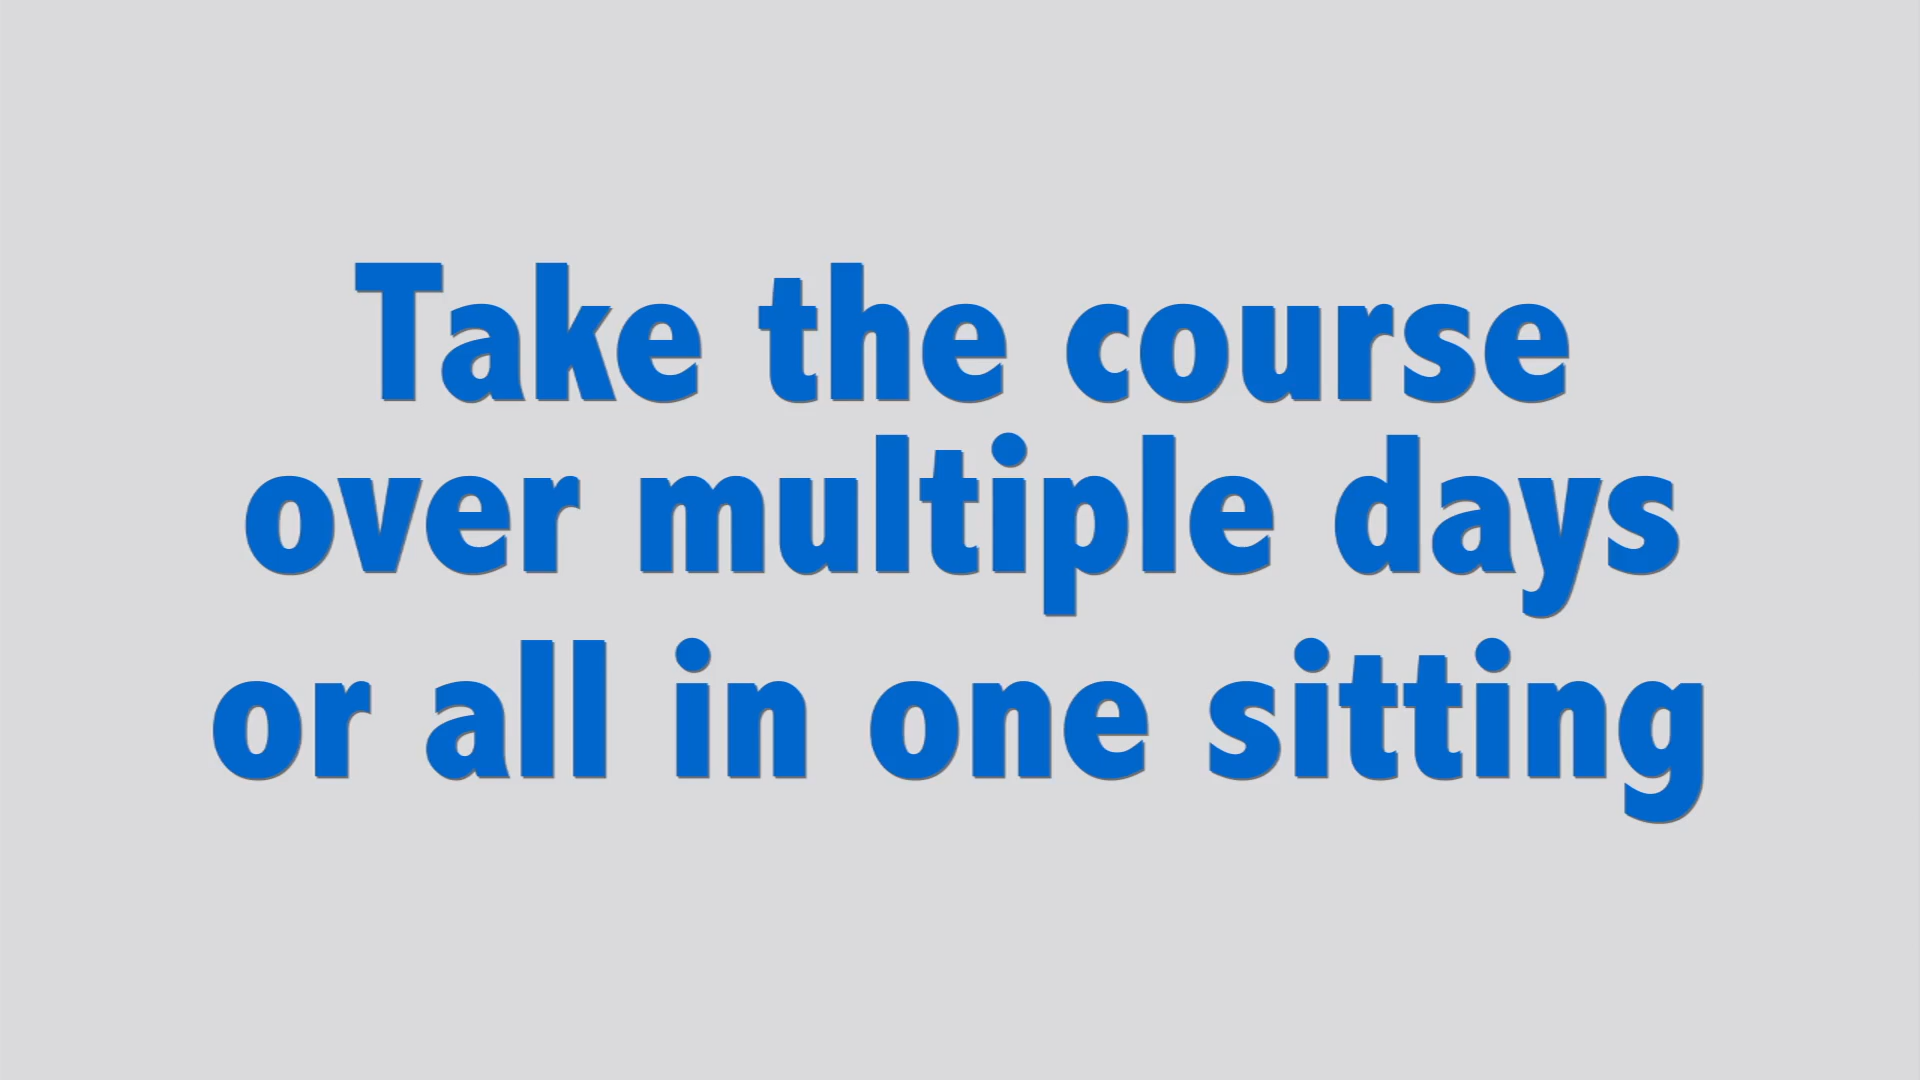 Take the course
over multiple days
or all in one sitting